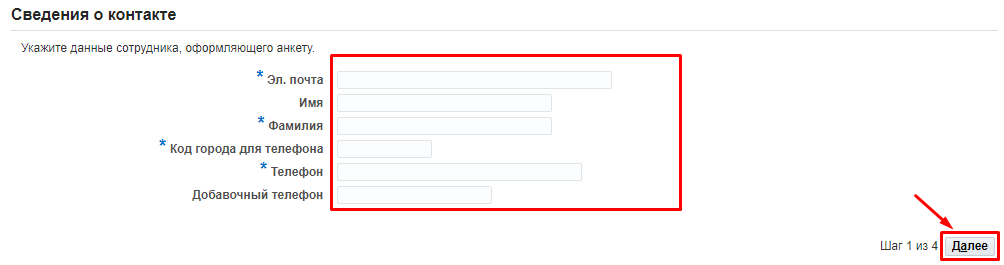 Сведения о контакте
Укажите данные сотрудника, оформляющего анкету.
* Эл. почта
Имя
* Фамилия
* Код города для телефона
* Телефон
Добавочный телефон
Шаг 1 из 4 Далее